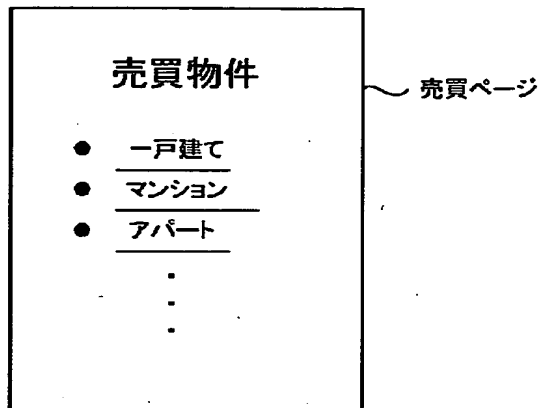 売買物件
売買ページ
● 一戸建て
● マンション
● アパート